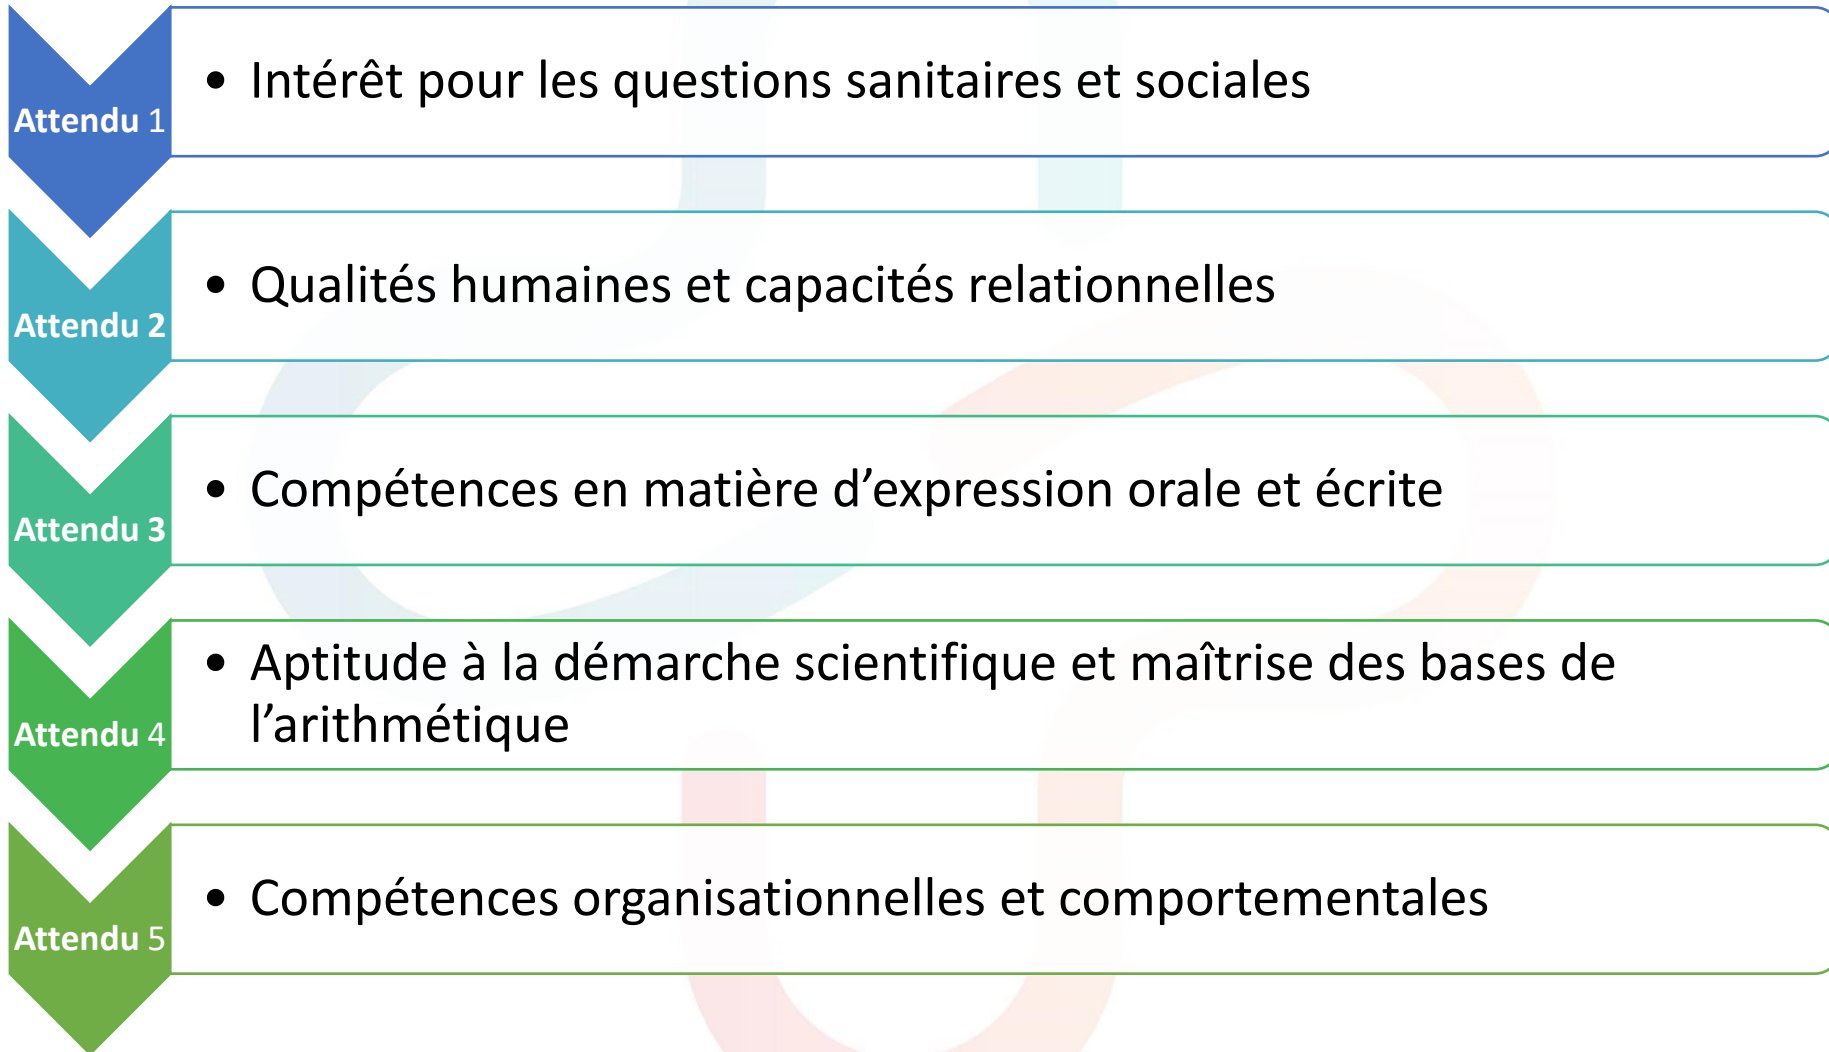 Attendu 1
• Intérêt pour les questions sanitaires et sociales
Attendu 2
• Qualités humaines et capacités relationnelles
Attendu 3
• Compétences en matière d’expression orale et écrite
Attendu 4
• Aptitude à la démarche scientifique et maîtrise des bases de
l’arithmétique
Attendu 5
• Compétences organisationnelles et comportementales